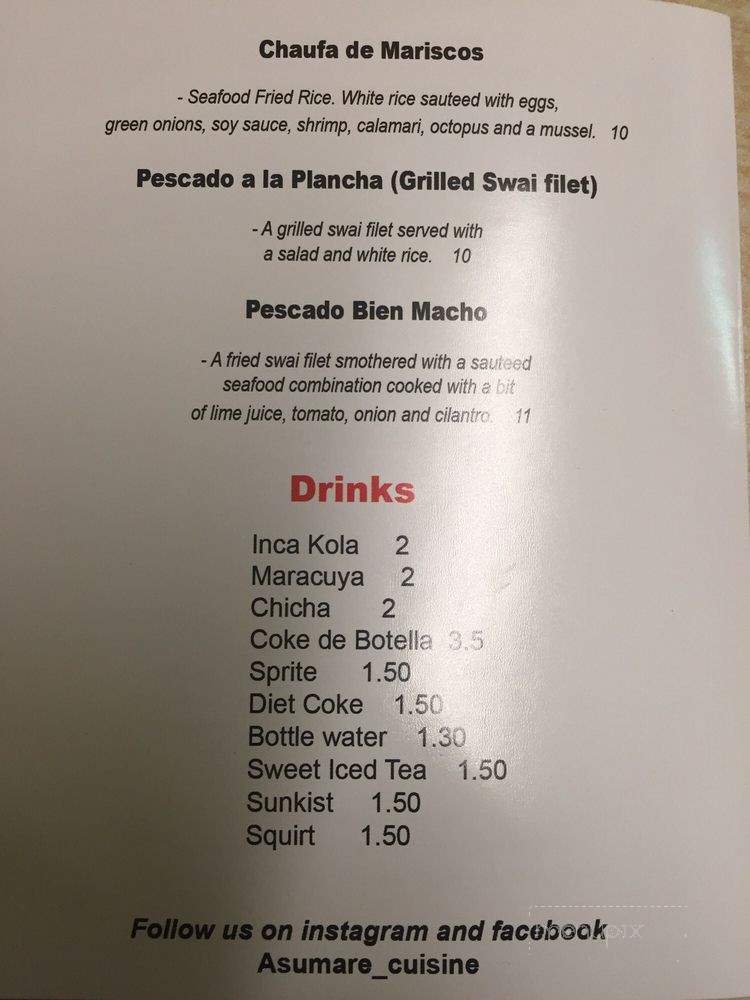 Chaufa de Mariscos
- Seafood Fried Rice. White rice sauteed with eggs,
green onions, soy sauce, shrimp, calamari, octopus and a mussel. 10
Pescado a la Plancha (Grilled Swai filet)
- A grilled swai filet served with
a salad and white rice. 10
Pescado Bien Macho
- A fried swai filet smothered with a sauteed
seafood combination cooked with a bit
of lime juice, tomato, onion and cilantro. 11
Drinks
Inca Kola 2
Maracuya 2
Chicha 2
Coke de Botella 3.5
Sprite 1.50
Diet Coke 1.50
Bottle water 1.30
Sweet Iced Tea 1.50
Sunkist 1.50
Squirt 1.50
Follow us on instagram and facebook
Asumare_cuisine